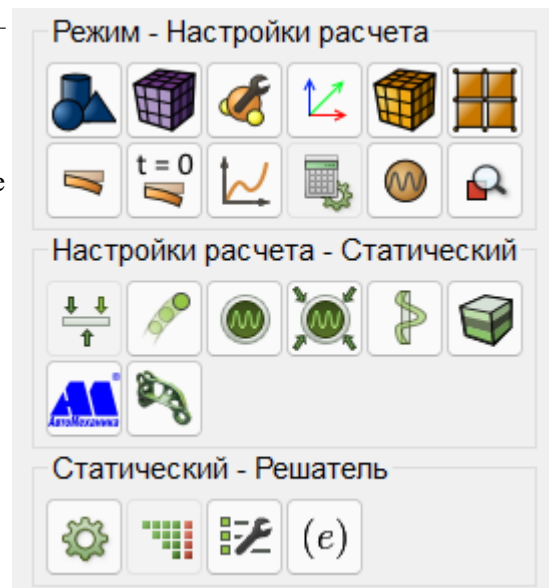 Режим - Настройки расчета
t = 0
е
Настройки расчета - Статический
АвтоМеханика
®
Статический - Решатель
(e)